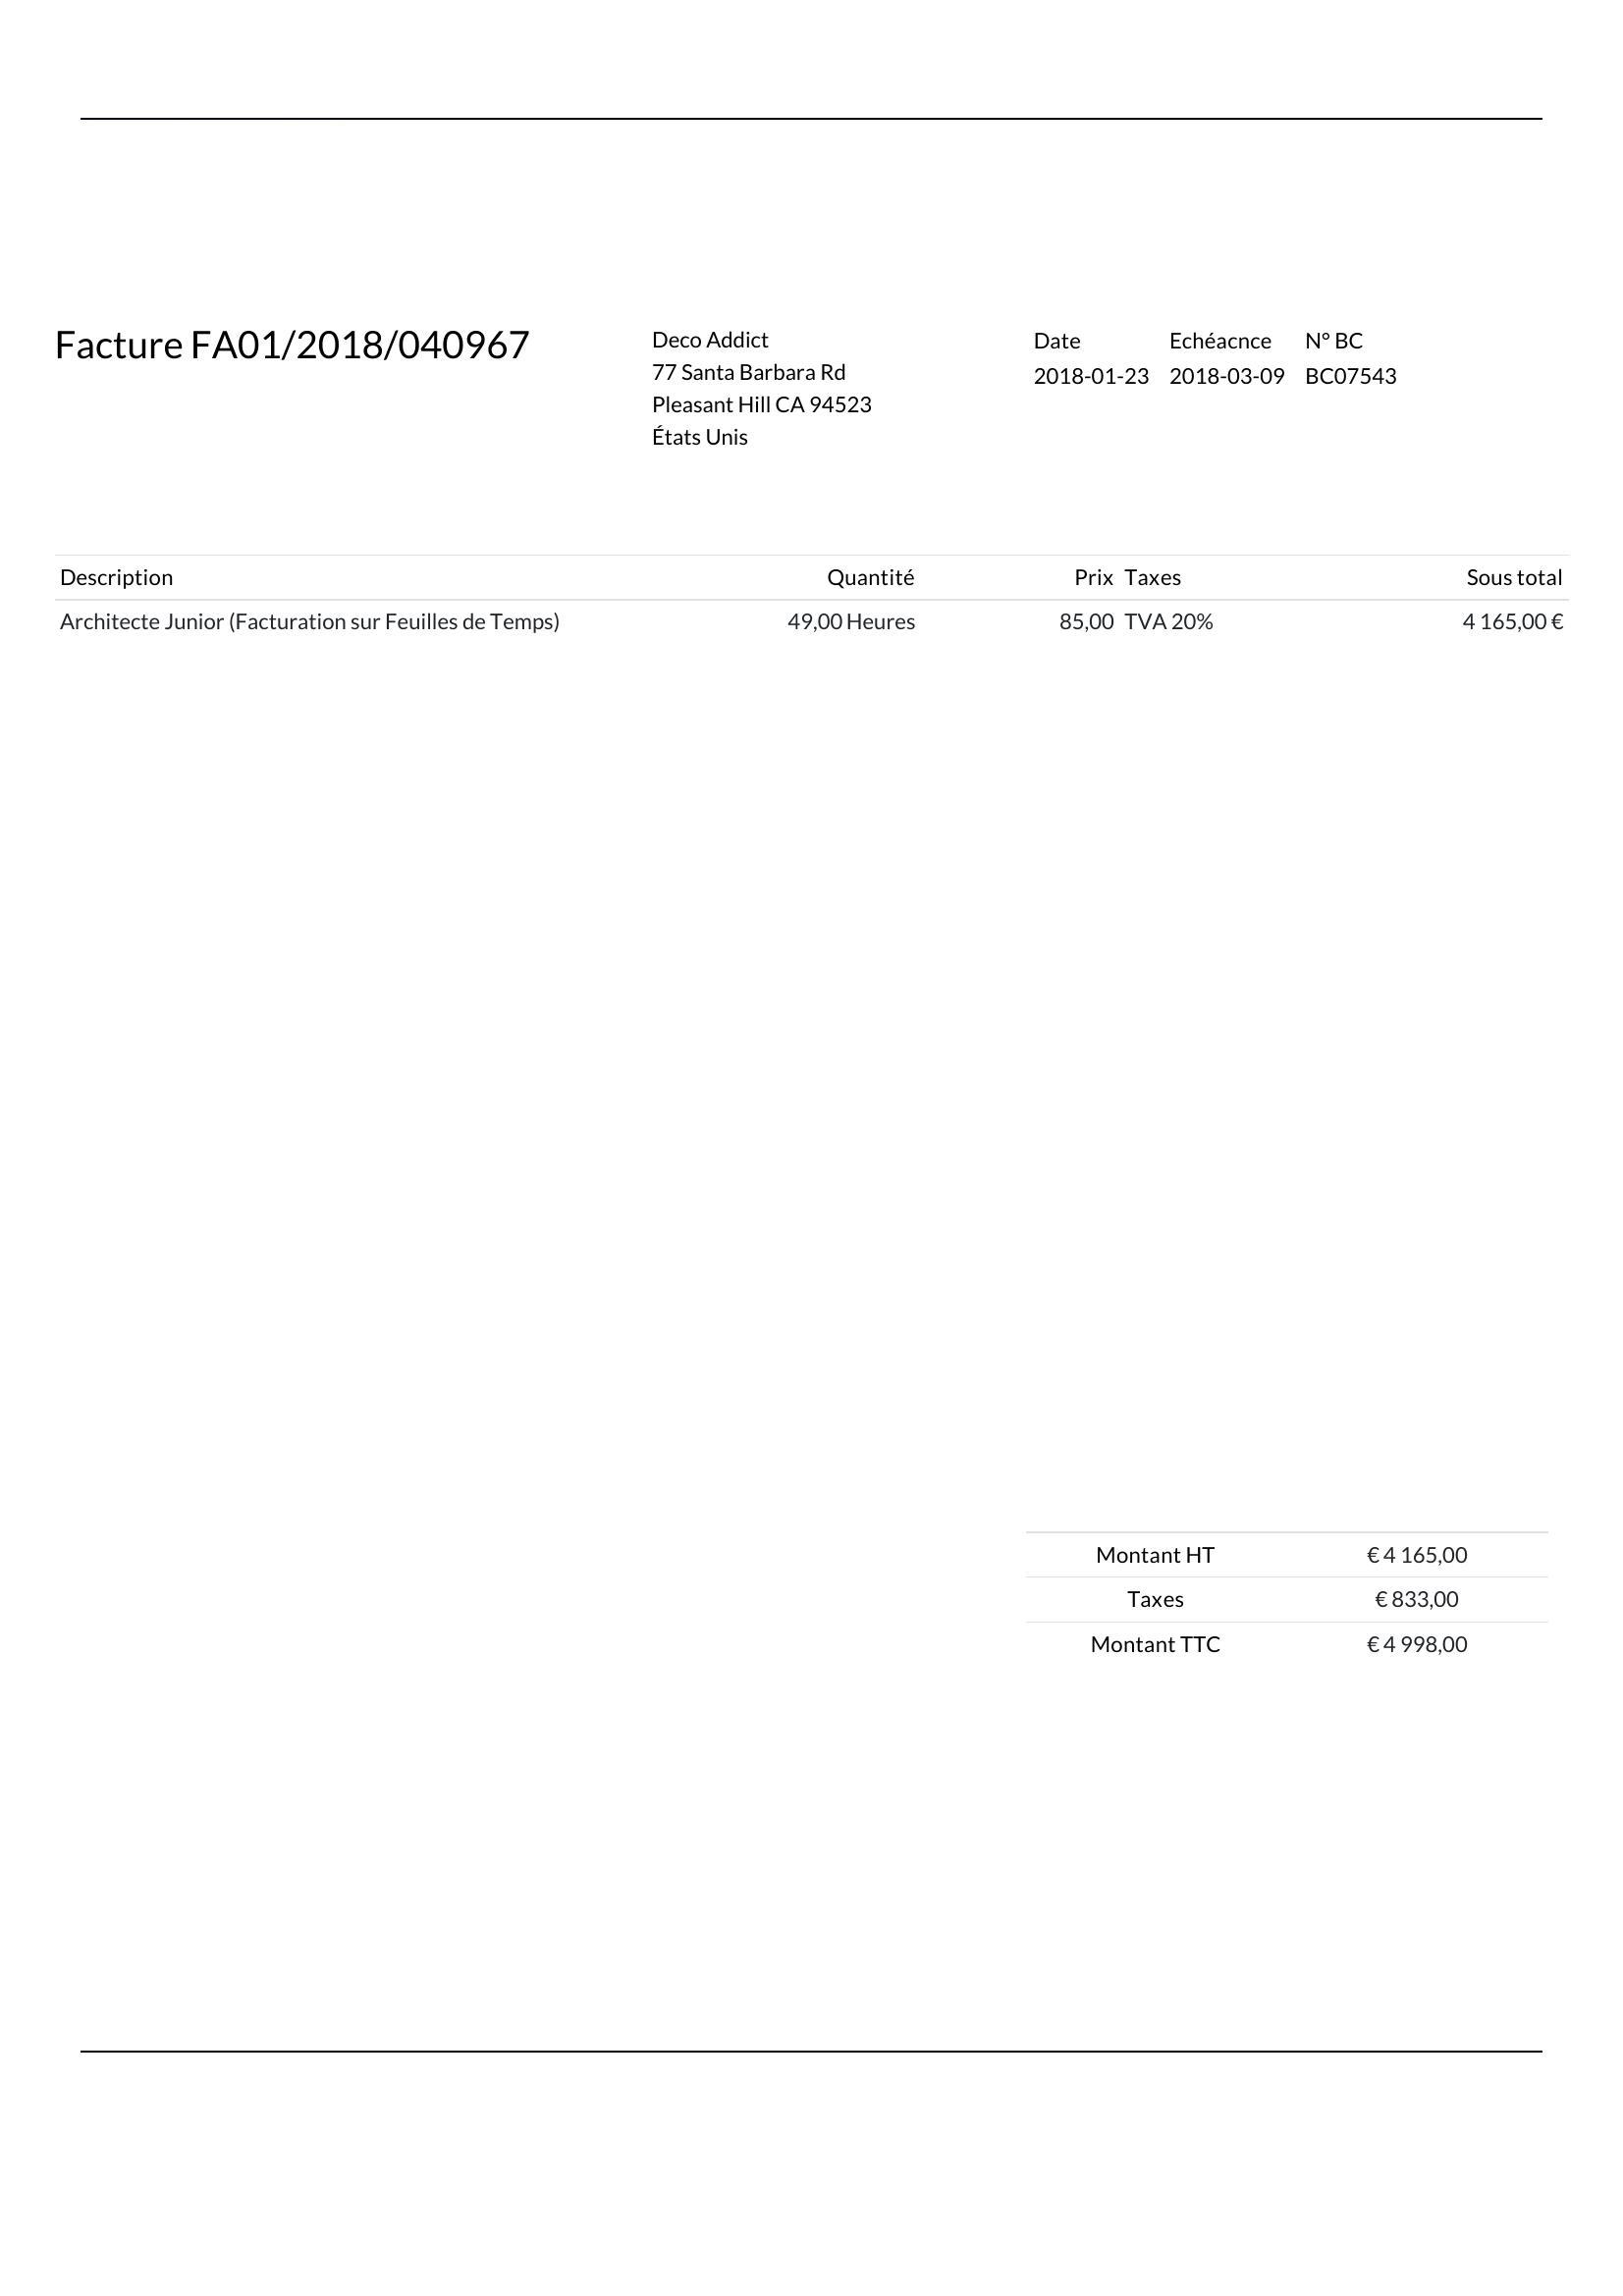 Facture FA01/2018/040967
Deco Addict
77 Santa Barbara Rd
Pleasant Hill CA 94523
États Unis
Date Echéacnce N° BC
2018-01-23 2018-03-09 BC07543
Description Quantité Prix Taxes Sous total
Architecte Junior (Facturation sur Feuilles de Temps) 49,00 Heures 85,00 TVA 20% 4 165,00 €
Montant HT € 4 165,00
Taxes € 833,00
Montant TTC € 4 998,00